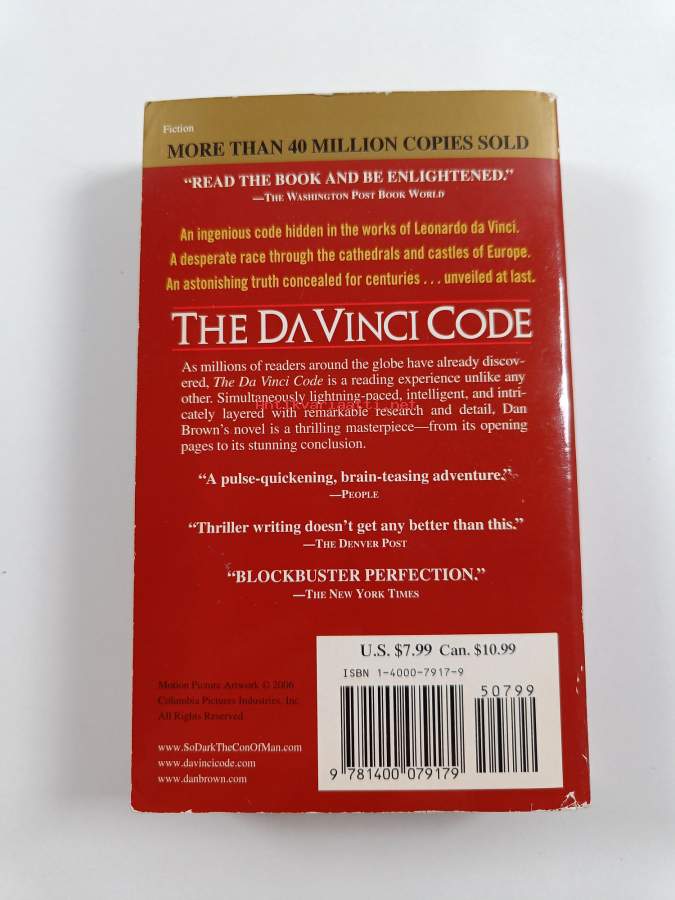 Fiction
MORE THAN 40 MILLION COPIES SOLD
“READ THE BOOK AND BE ENLIGHTENED.”
—THE WASHINGTON POST BOOK WORLD
An ingenious code hidden in the works of Leonardo da Vinci.
A desperate race through the cathedrals and castles of Europe.
An astonishing truth concealed for centuries . . . unveiled at last.
THE DA VINCI CODE
As millions of readers around the globe have already discov-
ered, The Da Vinci Code is a reading experience unlike any
other. Simultaneously lightning-paced, intelligent, and intri-
antikvariaatti.net
cately layered with remarkable research and detail, Dan
Brown’s novel is a thrilling masterpiece—from its opening
pages to its stunning conclusion.
“A pulse-quickening, brain-teasing adventure.”
—PEOPLE
“Thriller writing doesn’t get any better than this.”
—THE DENVER POST
“BLOCKBUSTER PERFECTION.”
—THE NEW YORK TIMES
U.S. $7.99 Can. $10.99
ISBN 1-4000-7917-9
50799
9 781400 079179
Motion Picture Artwork © 2006
Columbia Pictures Industries, Inc.
All Rights Reserved
www.SoDarkTheConOfMan.com
www.davincicode.com
www.danbrown.com